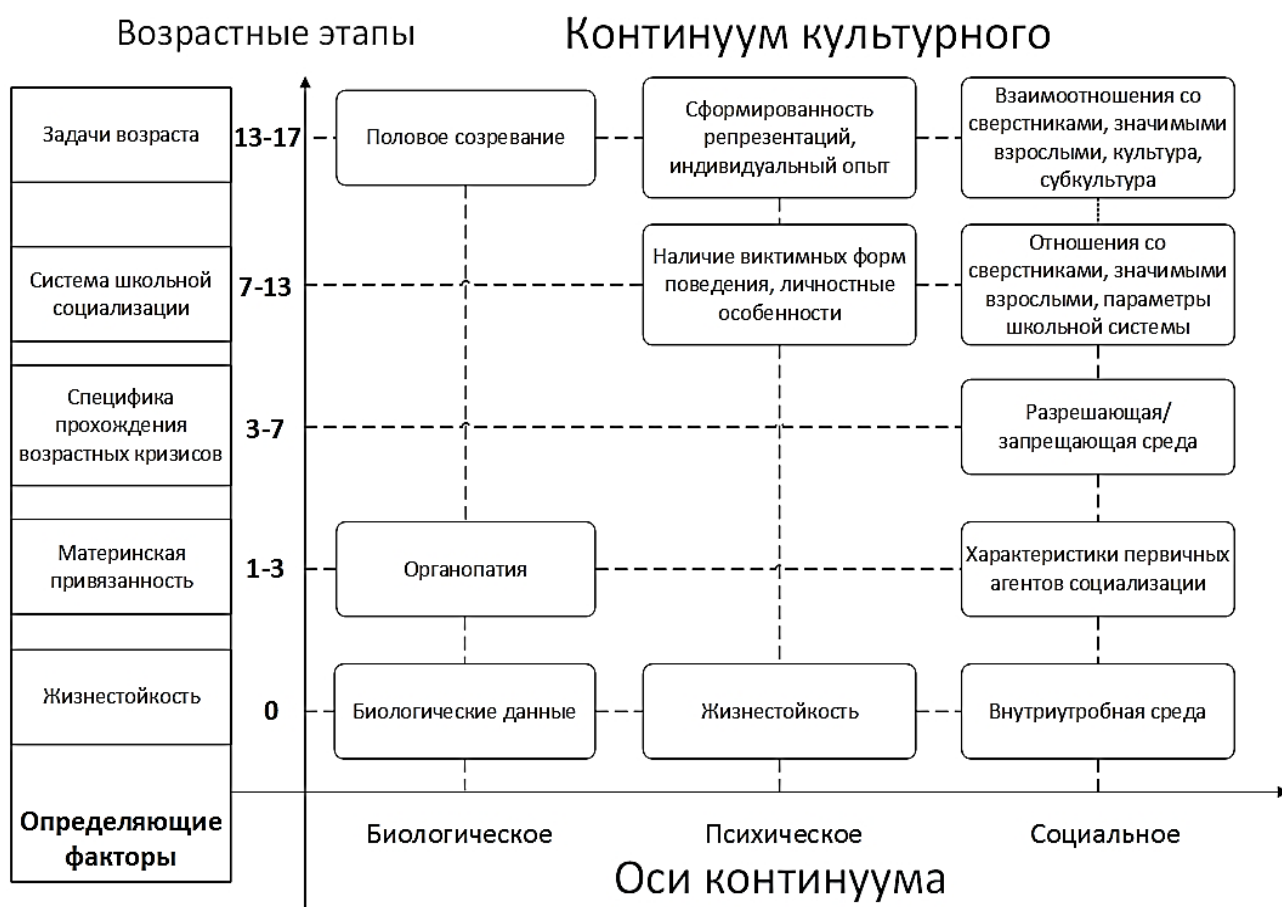 Возрастные этапы
Континуум культурного
Задачи возраста
13-17
Половое созревание
Сформированность
репрезентаций,
индивидуальный опыт
Взаимоотношения со
сверстниками, значимыми
взрослыми, культура,
субкультура
Система школьной
социализации
7-13
Наличие виктимных форм
поведения, личностные
особенности
Отношения со
сверстниками, значимыми
взрослыми, параметры
школьной системы
Специфика
прохождения
возрастных кризисов
3-7
Разрешающая/
запрещающая среда
Материнская
привязанность
1-3
Органопатия
Характеристики первичных
агентов социализации
Жизнестойкость
0
Биологические данные
Жизнестойкость
Внутриутробная среда
Определяющие
факторы
Биологическое
Психическое
Социальное
Оси континуума